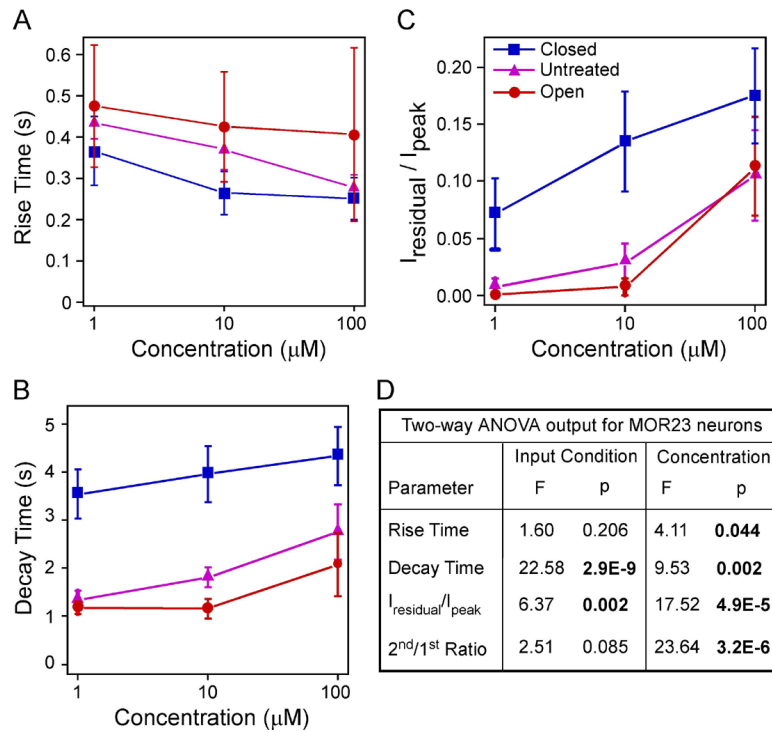 A
0.6
0.5
0.4
0.3
0.2
0.1
0
Rise Time (s)
1 10 100
Concentration (μM)
C
Closed
Untreated
Open
0.20
0.15
0.10
0.05
0.00
Iresidual / Ipeak
1 10 100
Concentration (μM)
B
5
4
3
2
1
0
Decay Time (s)
1 10 100
Concentration (μM)
D
Two-way ANOVA output for MOR23 neurons
Input Condition Concentration
Parameter F p F p
Rise Time 1.60 0.206 4.11 0.044
Decay Time 22.58 2.9E-9 9.53 0.002
Iresidual/Ipeak 6.37 0.002 17.52 4.9E-5
2nd/1st Ratio 2.51 0.085 23.64 3.2E-6